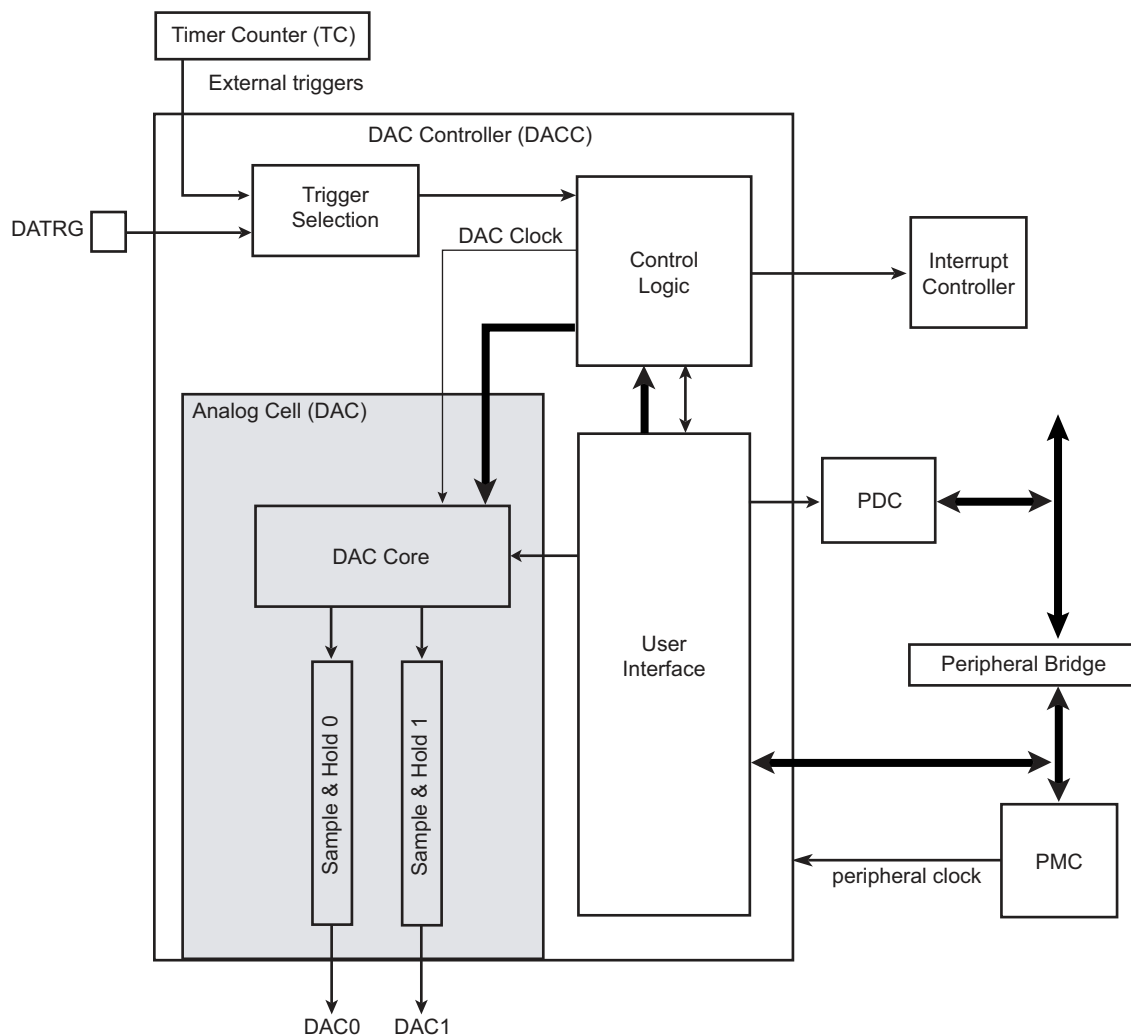 Timer Counter (TC)
External triggers
DAC Controller (DACC)
Trigger
Selection
DATRG
DAC Clock
Control
Logic
Interrupt
Controller
Analog Cell (DAC)
PDC
DAC Core
User
Interface
Peripheral Bridge
Sample & Hold 0
Sample & Hold 1
peripheral clock
PMC
DAC0
DAC1